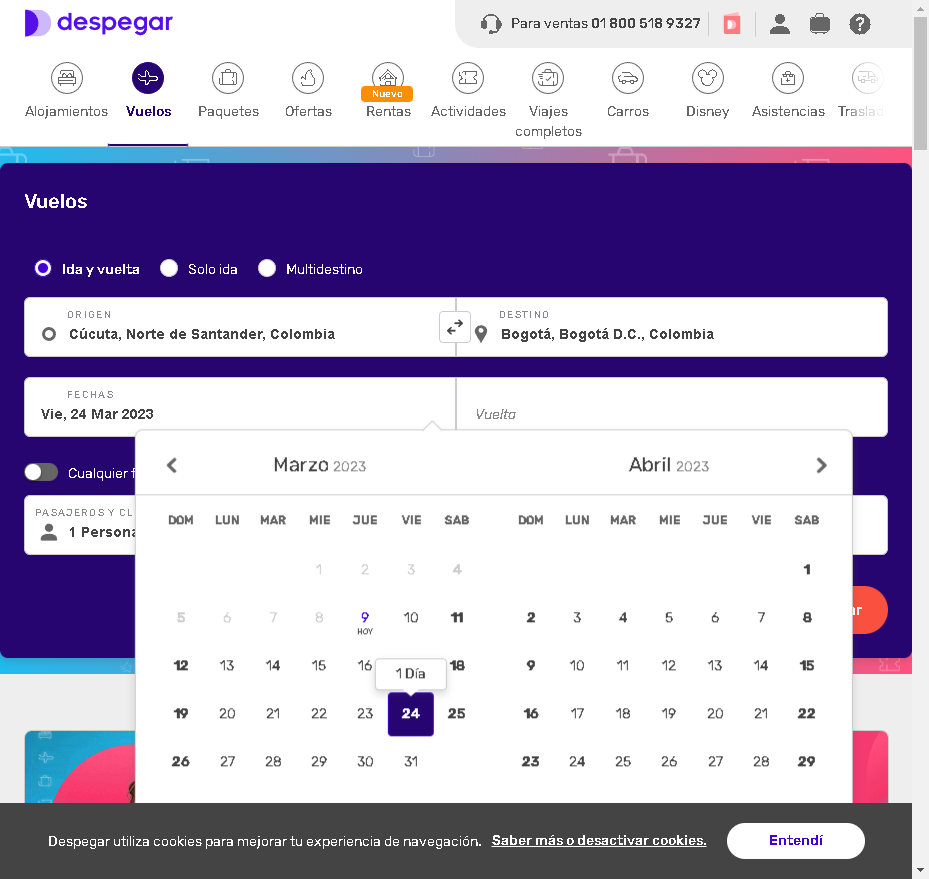 despegar
Para ventas 01 800 518 9327
Alojamientos
Vuelos
Paquetes
Ofertas
Nuevo
Rentas
Actividades
Viajes
completos
Carros
Disney
Asistencias
Traslad
Vuelos
Ida y vuelta
Solo ida
Multidestino
ORIGEN
Cúcuta, Norte de Santander, Colombia
DESTINO
Bogotá, Bogotá D.C., Colombia
FECHAS
Vie, 24 Mar 2023
Vuelta
Cualquier f
PASAJEROS Y CL
1 Persona
ar
Marzo 2023
DOM LUN MAR MIE JUE VIE SAB
1 2 3 4
5 6 7 8 9 10 11
HOY
12 13 14 15 16 18
1 Día
19 20 21 22 23 24 25
26 27 28 29 30 31
Abril 2023
DOM LUN MAR MIE JUE VIE SAB
1
2 3 4 5 6 7 8
9 10 11 12 13 14 15
16 17 18 19 20 21 22
23 24 25 26 27 28 29
Despegar utiliza cookies para mejorar tu experiencia de navegación. Saber más o desactivar cookies. Entendí